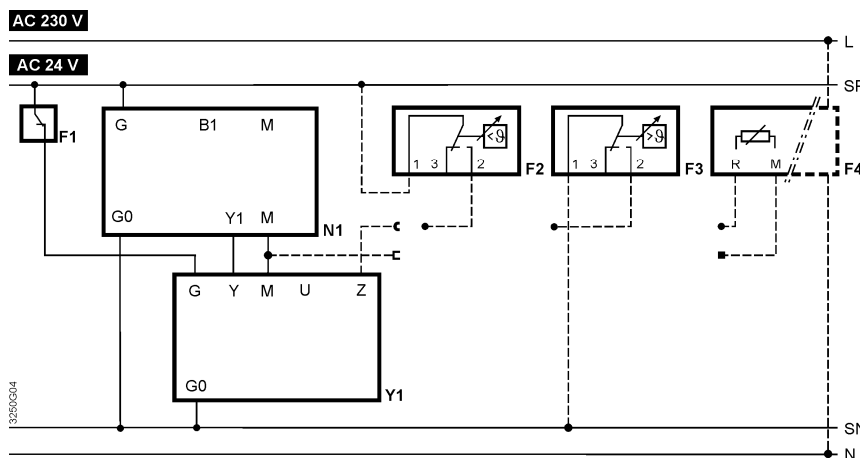 AC 230 V
L
AC 24 V
SP
F1
G B1 M
G0 Y1 M
N1
1 3 2
<ϑ
F2
1 3 2
>ϑ
F3
R M
F4
G Y M U Z
G0
Y1
3250G04
SN
N